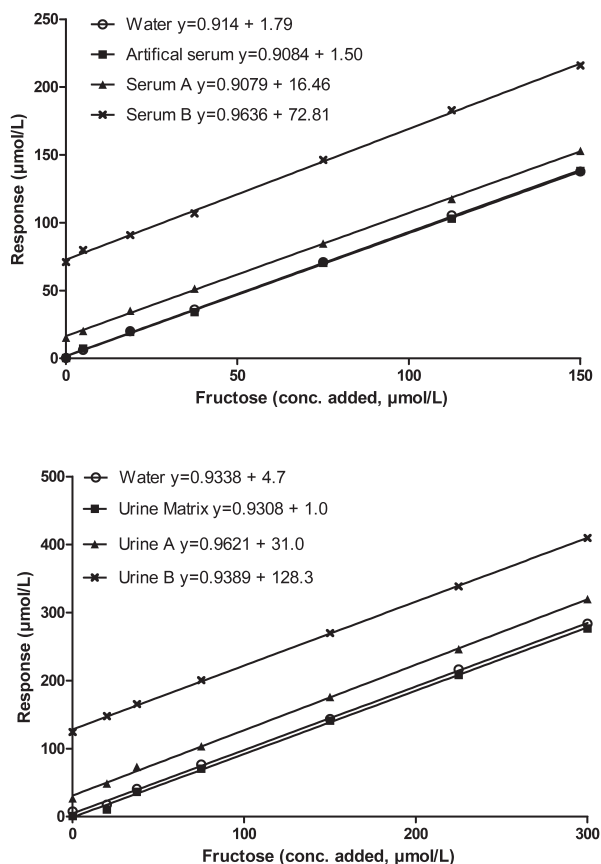 250
Water y=0.914 + 1.79
Artifical serum y=0.9084 + 1.50
Serum A y=0.9079 + 16.46
Serum B y=0.9636 + 72.81
200
150
100
50
0
Response (µmol/L)
0 50 100 150
Fructose (conc. added, µmol/L)
500
Water y=0.9338 + 4.7
Urine Matrix y=0.9308 + 1.0
Urine A y=0.9621 + 31.0
Urine B y=0.9389 + 128.3
400
300
200
100
0
Response (µmol/L)
0 100 200 300
Fructose (conc. added, µmol/L)